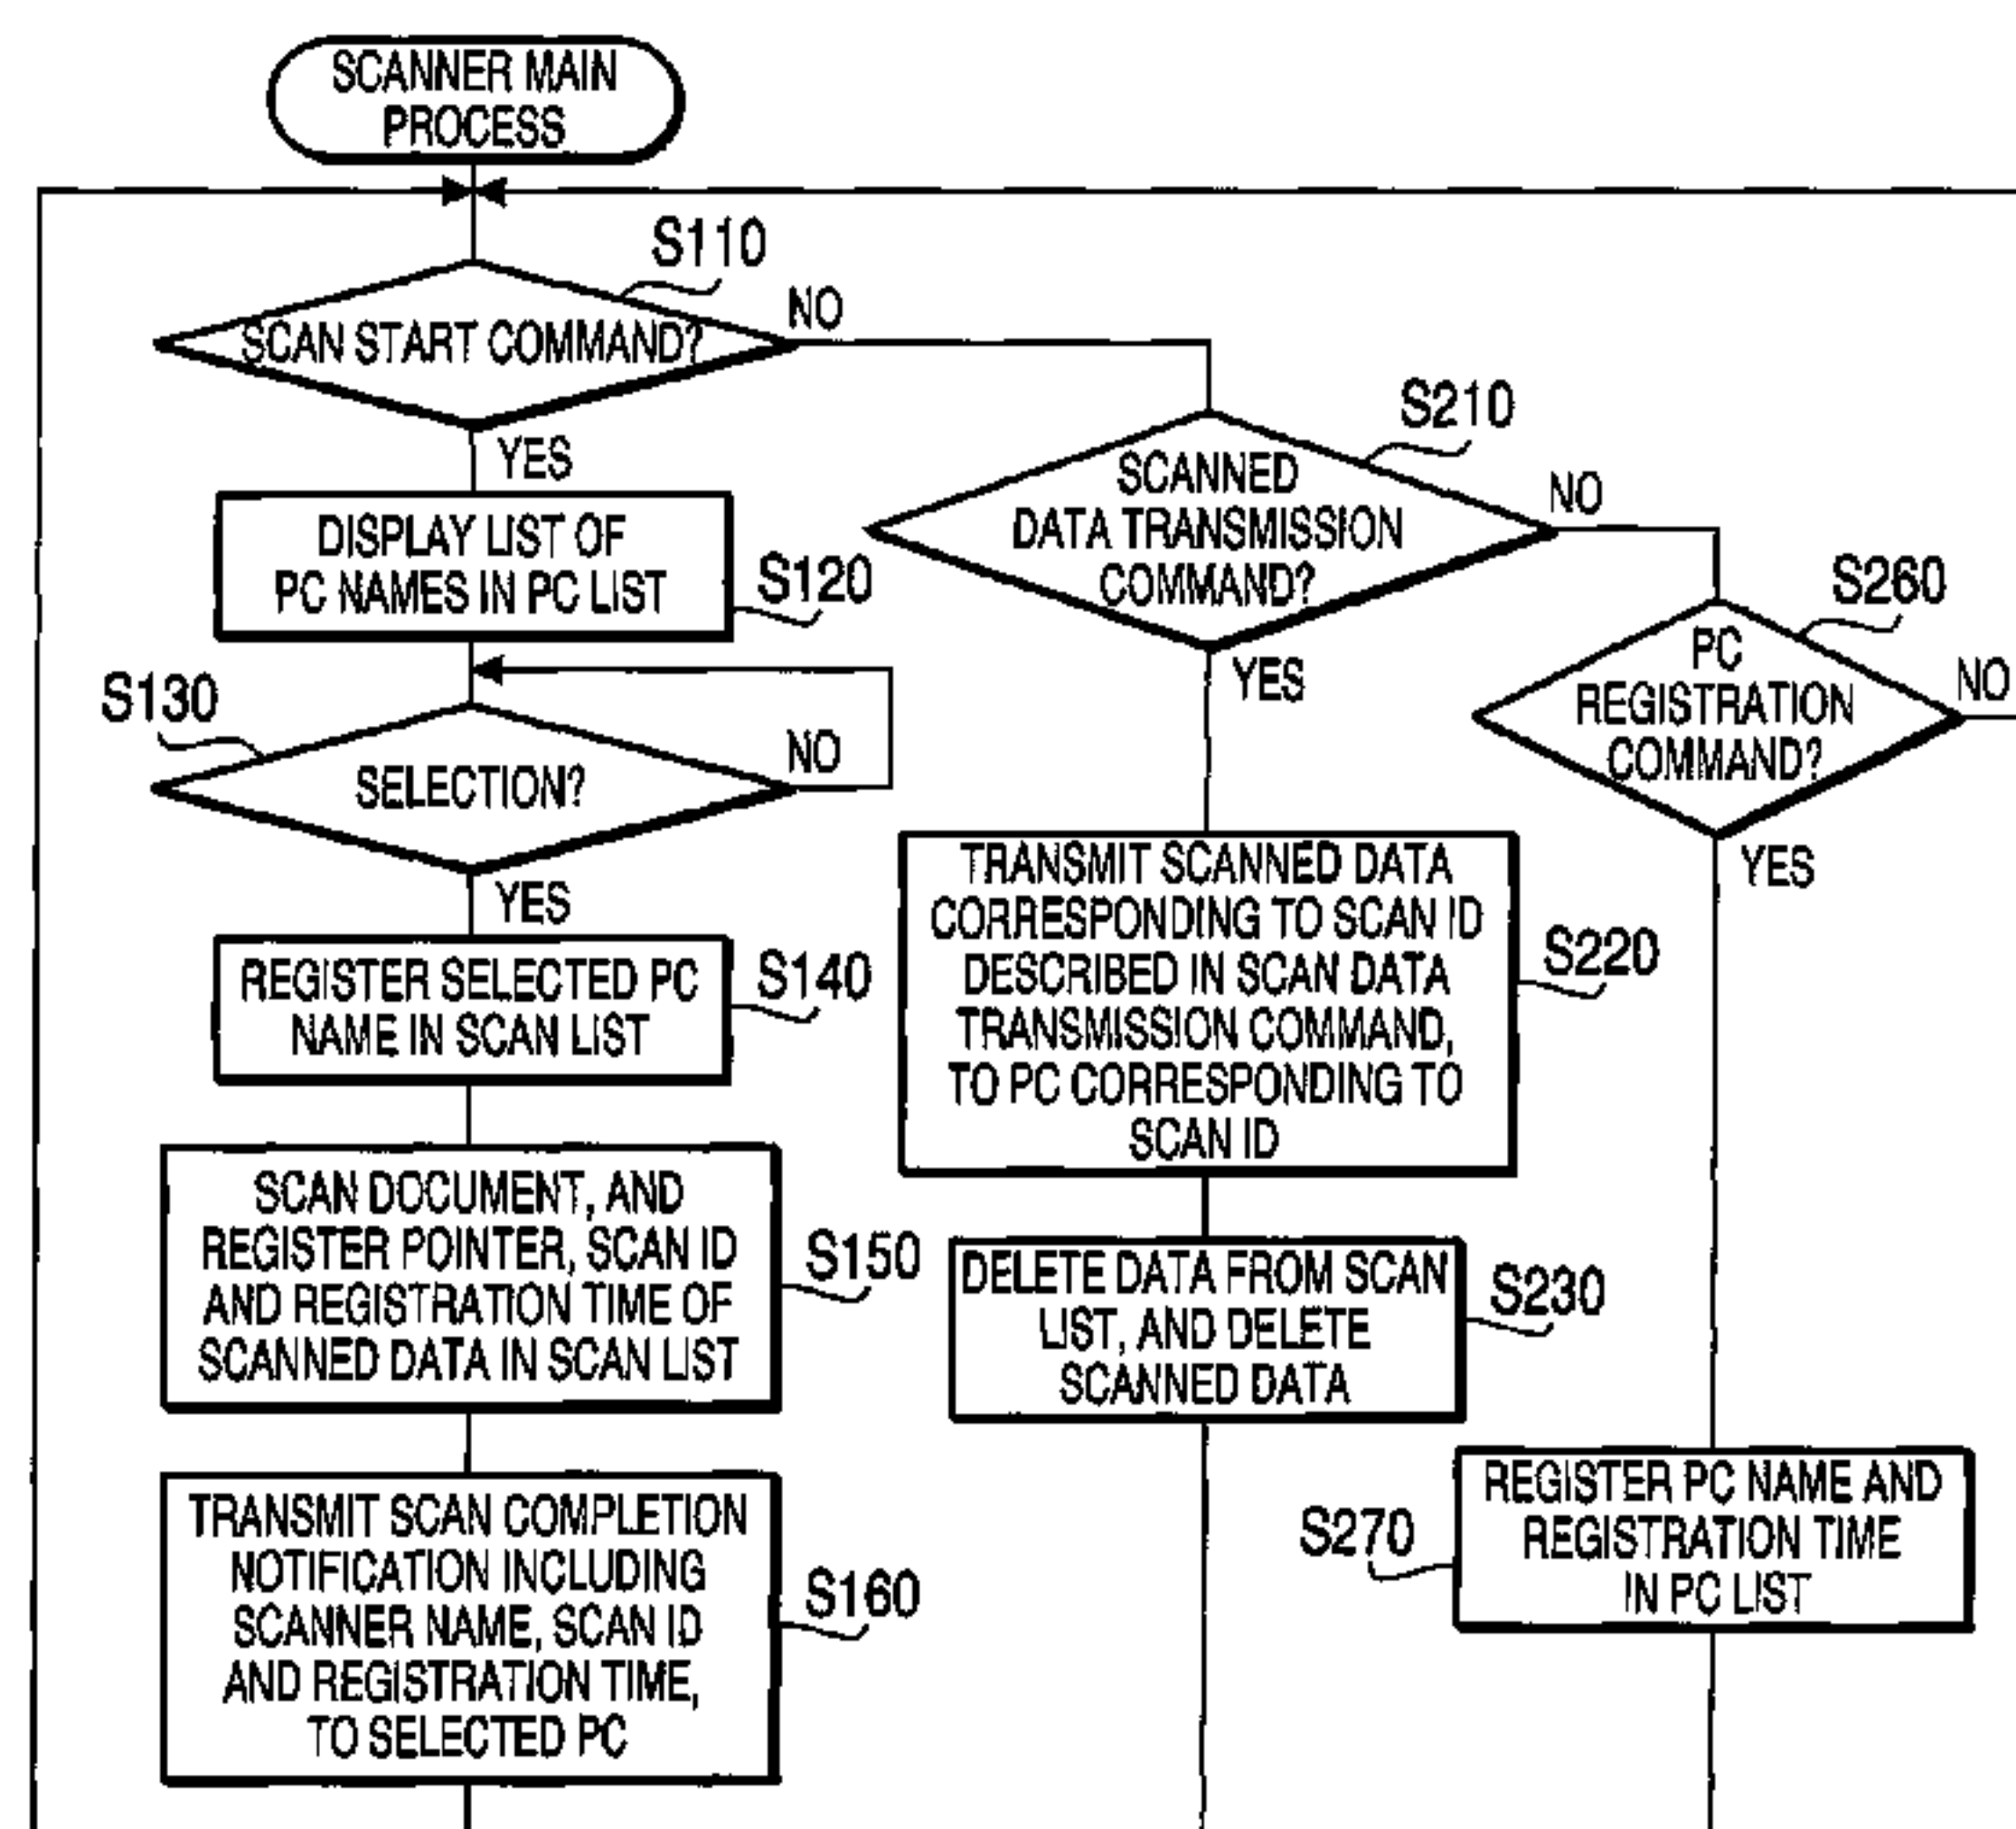 SCANNER MAIN
PROCESS
S110
SCAN START COMMAND?
NO
YES
DISPLAY LIST OF
PC NAMES IN PC LIST
S120
S130
SELECTION?
NO
YES
REGISTER SELECTED PC
NAME IN SCAN LIST
S140
SCAN DOCUMENT, AND
REGISTER POINTER, SCAN ID
AND REGISTRATION TIME OF
SCANNED DATA IN SCAN LIST
S150
TRANSMIT SCAN COMPLETION
NOTIFICATION INCLUDING
SCANNER NAME, SCAN ID
AND REGISTRATION TIME,
TO SELECTED PC
S160
S210
SCANNED
DATA TRANSMISSION
COMMAND?
NO
YES
TRANSMIT SCANNED DATA
CORRESPONDING TO SCAN ID
DESCRIBED IN SCAN DATA
TRANSMISSION COMMAND,
TO PC CORRESPONDING TO
SCAN ID
S220
DELETE DATA FROM SCAN
LIST, AND DELETE
SCANNED DATA
S230
S260
PC
REGISTRATION
COMMAND?
NO
YES
REGISTER PC NAME AND
REGISTRATION TIME
IN PC LIST
S270